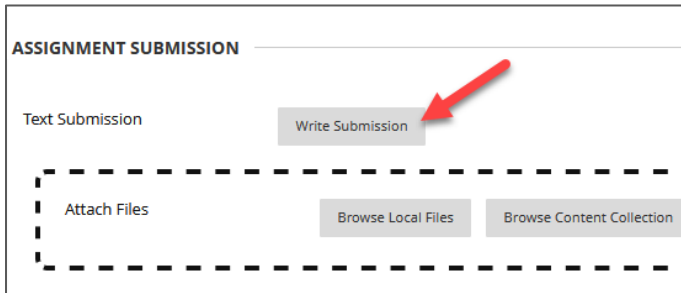 ASSIGNMENT SUBMISSION
Text Submission
Write Submission
Attach Files
Browse Local Files
Browse Content Collection